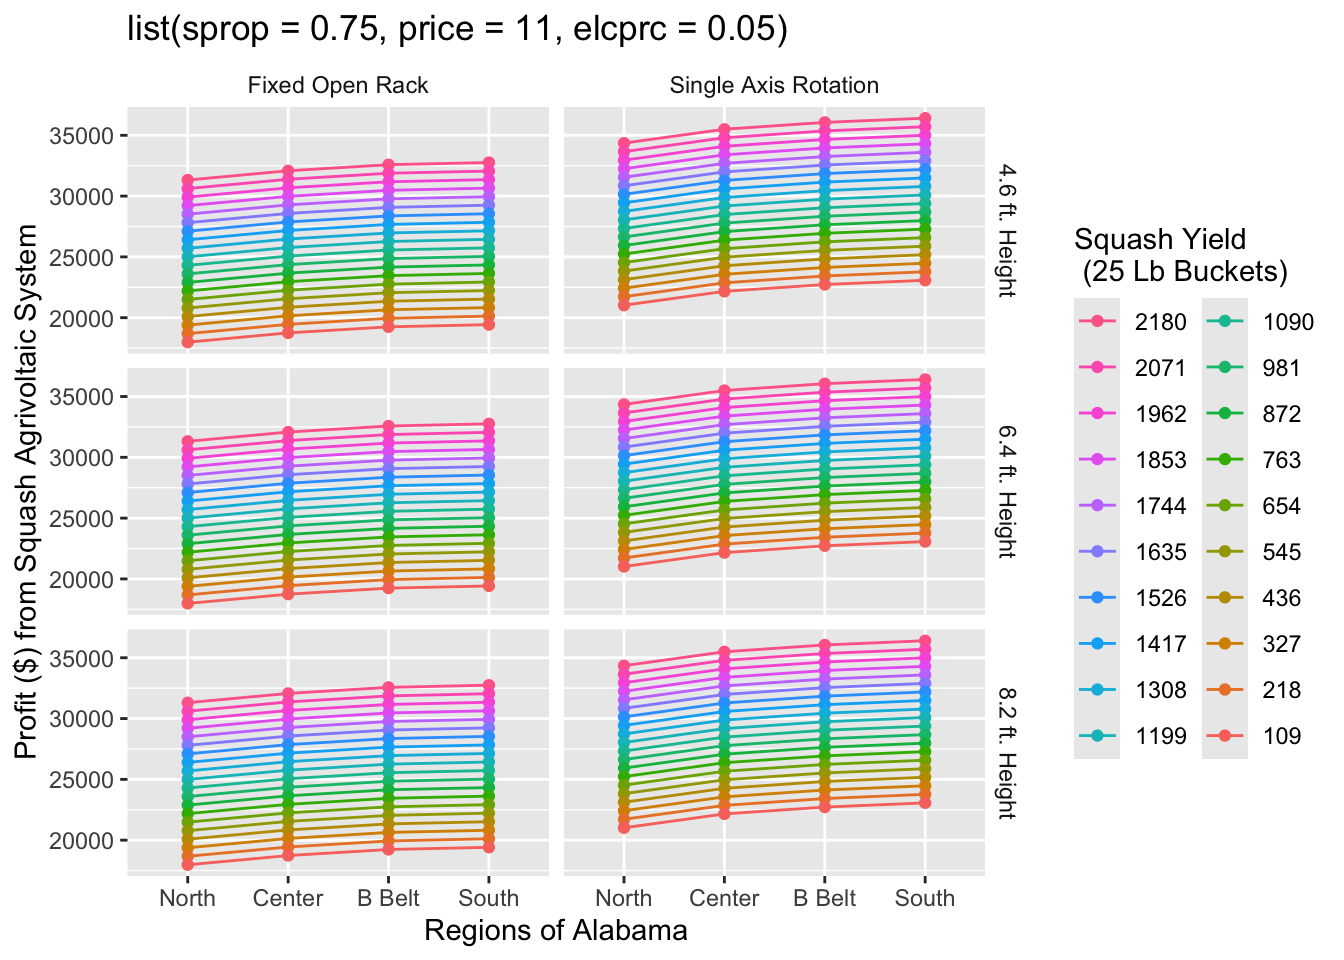 list(sprop = 0.75, price = 11, elcprc = 0.05)
Fixed Open Rack
Single Axis Rotation
Profit ($) from Squash Agrivoltaic System
35000
30000
25000
20000
4.6 ft. Height
35000
30000
25000
20000
6.4 ft. Height
35000
30000
25000
20000
8.2 ft. Height
North Center B Belt South
North Center B Belt South
Regions of Alabama
Squash Yield
(25 Lb Buckets)
2180 1090
2071 981
1962 872
1853 763
1744 654
1635 545
1526 436
1417 327
1308 218
1199 109